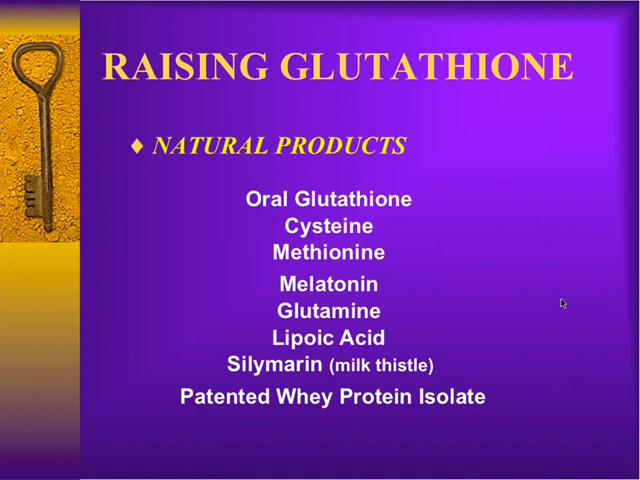 RAISING GLUTATHIONE
♦ NATURAL PRODUCTS
Oral Glutathione
Cysteine
Methionine
Melatonin
Glutamine
Lipoic Acid
Silymarin (milk thistle)
Patented Whey Protein Isolate